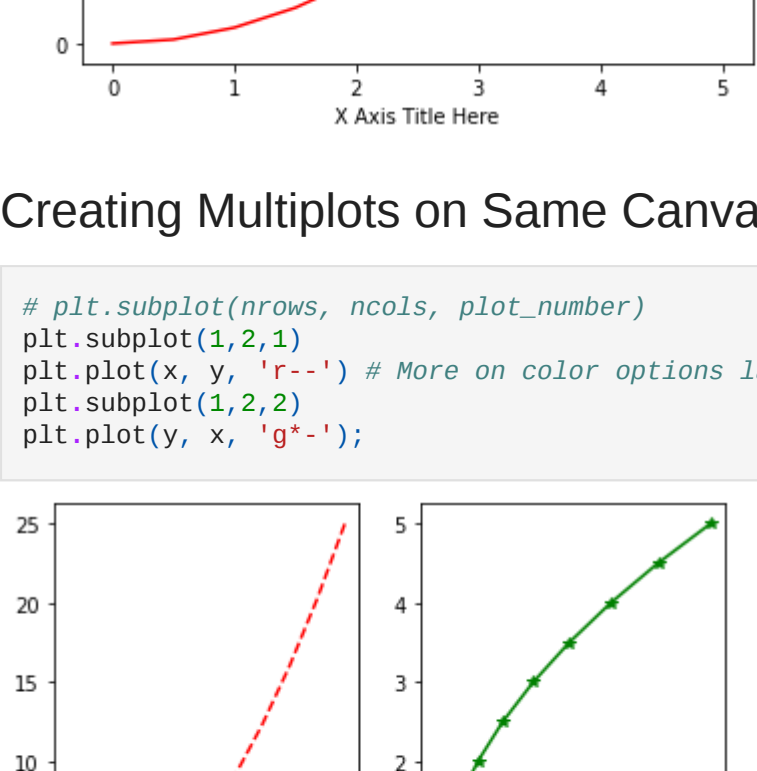 0
0 1 2 3 4 5
X Axis Title Here
Creating Multiplots on Same
# plt.subplot(nrows, ncols, plot_number)
plt.subplot(1,2,1)
plt.plot(x, y, 'r--') # More on color options
plt.subplot(1,2,2)
plt.plot(y, x, 'g*-');
25
20
15
10
5
4
3
2